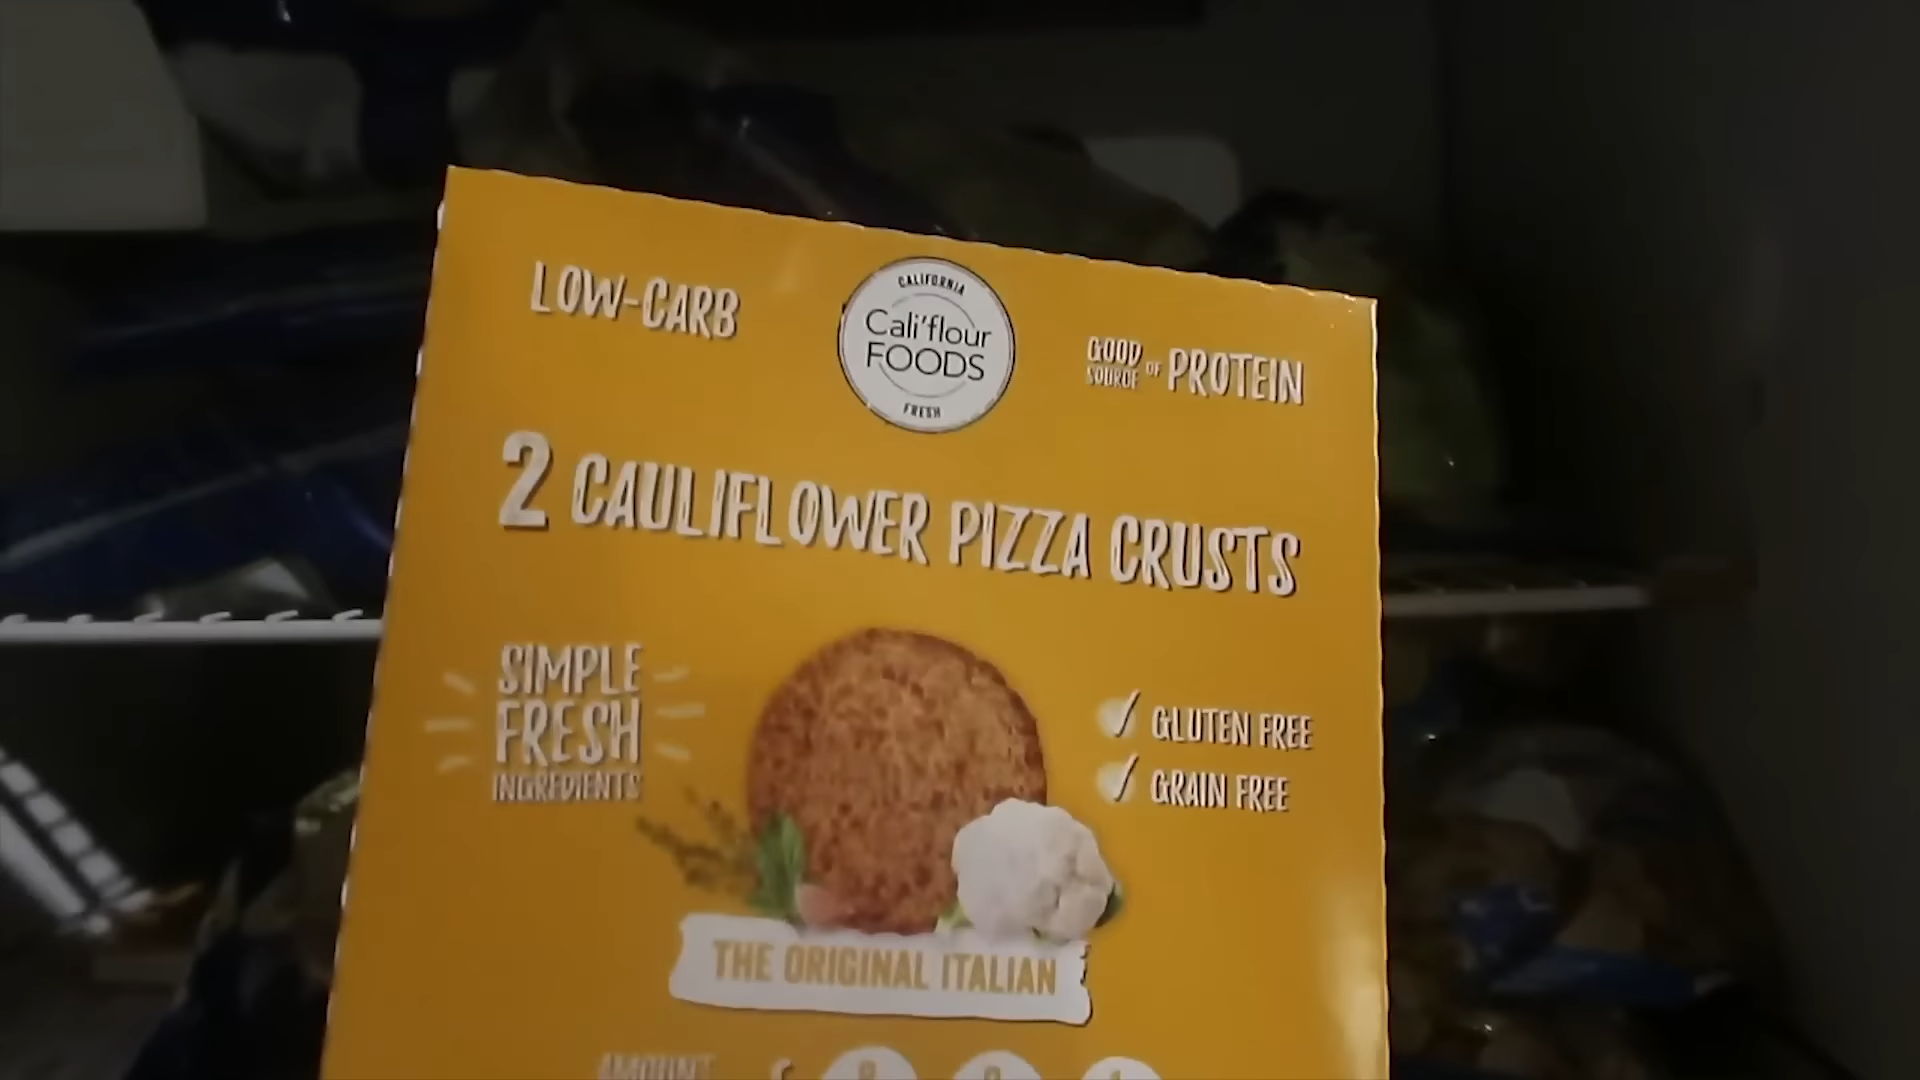 LOW-CARB
CALIFORNIA
Cali'flour
FOODS
FRESH
GOOD SOURCE OF PROTEIN
2 CAULIFLOWER PIZZA CRUSTS
SIMPLE
FRESH
INGREDIENTS
GLUTEN FREE
GRAIN FREE
THE ORIGINAL ITALIAN
AMOUNT